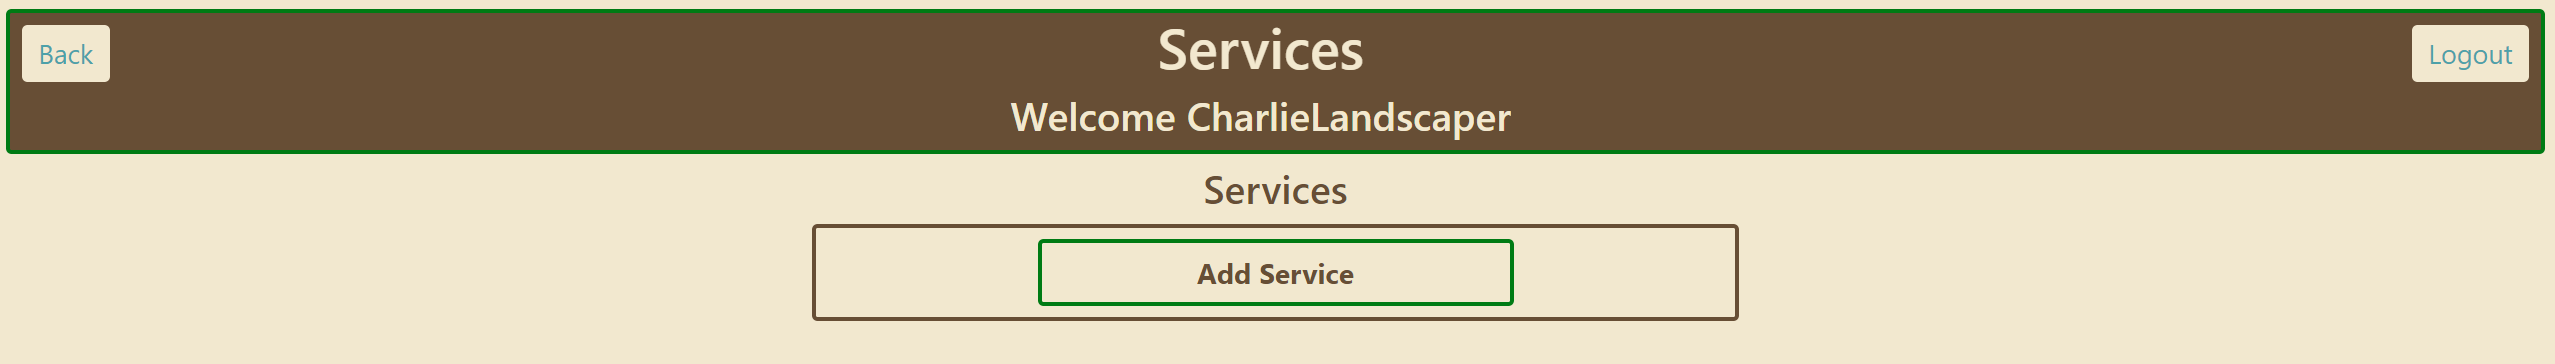 Back
Services
Logout
Welcome CharlieLandscaper
Services
Add Service